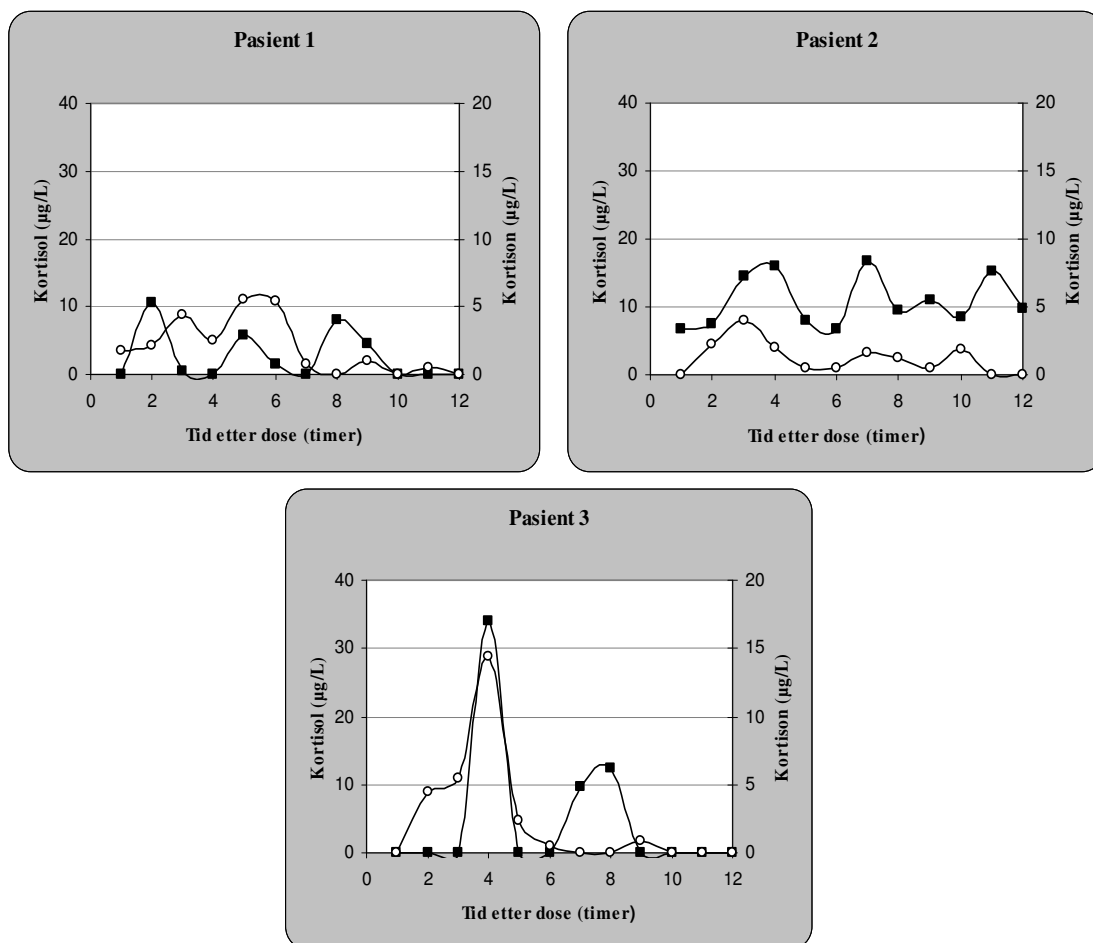 Pasient 1
40
30
20
10
0
20
15
10
5
0
0 2 4 6 8 10 12
Kortisol (µg/L)
Kortison (µg/L)
Tid etter dose (timer)
Pasient 2
40
30
20
10
0
20
15
10
5
0
0 2 4 6 8 10 12
Kortisol (µg/L)
Kortison (µg/L)
Tid etter dose (timer)
Pasient 3
40
30
20
10
0
20
15
10
5
0
0 2 4 6 8 10 12
Kortisol (µg/L)
Kortison (µg/L)
Tid etter dose (timer)